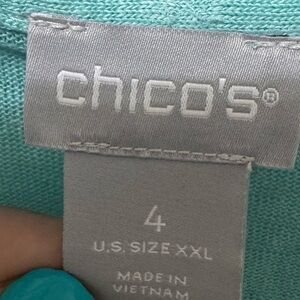 chico's®
4
U.S. SIZE XXL
MADE IN
VIETNAM